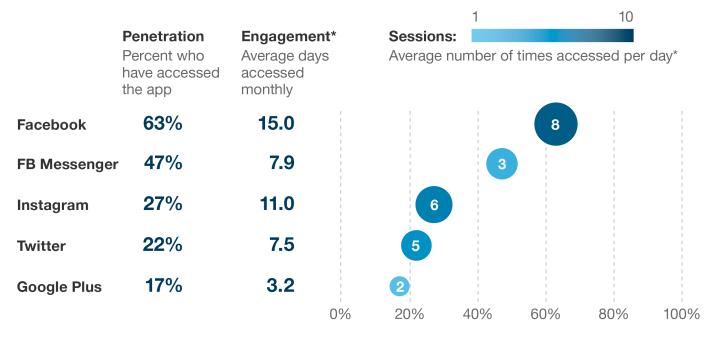 1 10
Penetration Engagement* Sessions:
Percent who Average days Average number of times accessed per day*
have accessed accessed
the app monthly
Facebook 63% 15.0 8
FB Messenger 47% 7.9 3
Instagram 27% 11.0 6
Twitter 22% 7.5 5
Google Plus 17% 3.2 2
0% 20% 40% 60% 80% 100%